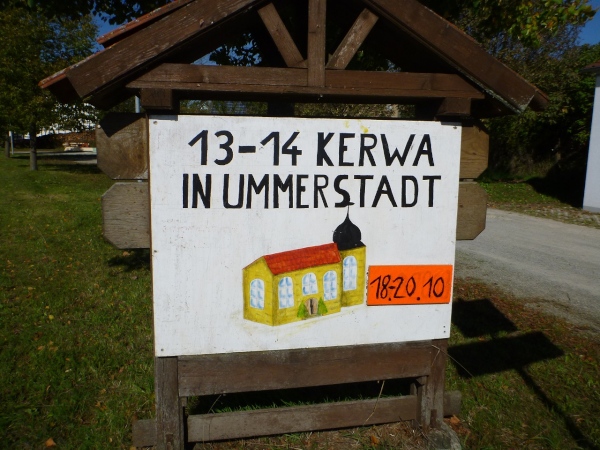 13-14 KERWA
IN UMMERSTADT
18.-20.10